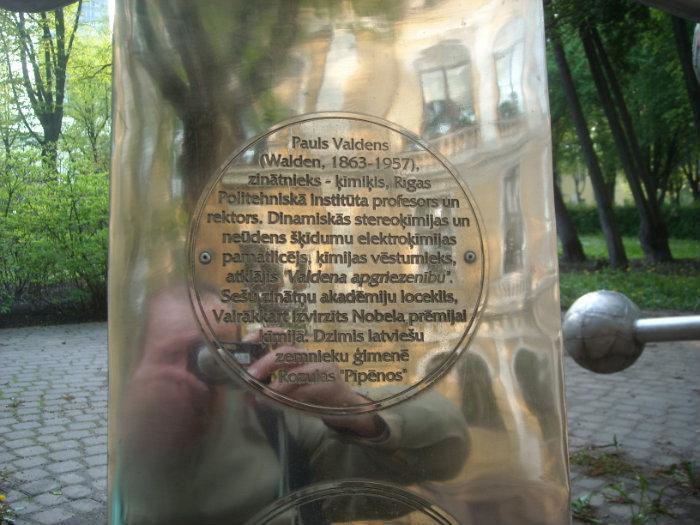 Pauls Valdens
(Walden, 1863-1957),
zinātnieks - ķīmiķis, Rīgas
Politehniskā institūta profesors un
rektors. Dinamiskās stereoķīmijas un
neūdens šķīdumu elektroķīmijas
pamatlicējs, ķīmijas vēsturnieks,
atklājis "Valdena apgriezenību".
Sešu zinātņu akadēmiju loceklis,
Vairākkārt izvirzīts Nobela prēmijai
ķīmijā. Dzimis latviešu
zemnieku ģimenē
Rozulas "Pīpēnos"